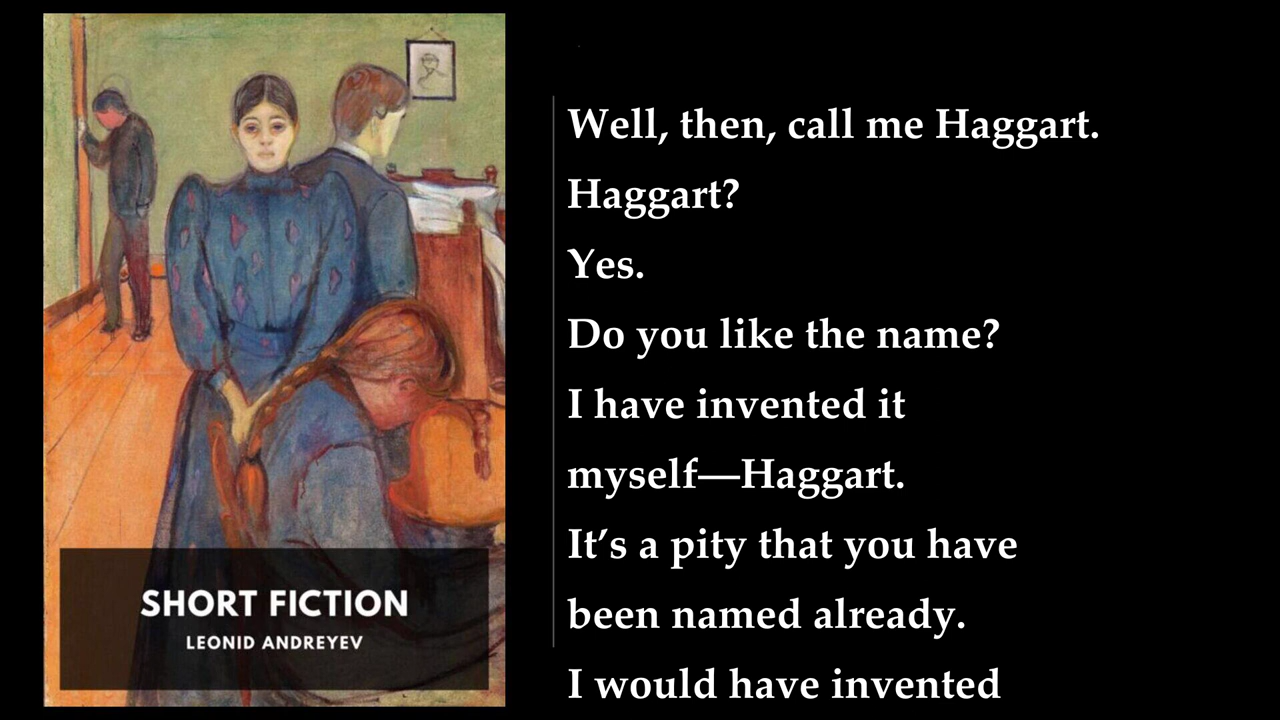 SHORT FICTION
LEONID ANDREYEV
Well, then, call me Haggart.
Haggart?
Yes.
Do you like the name?
I have invented it
myself—Haggart.
It’s a pity that you have
been named already.
I would have invented